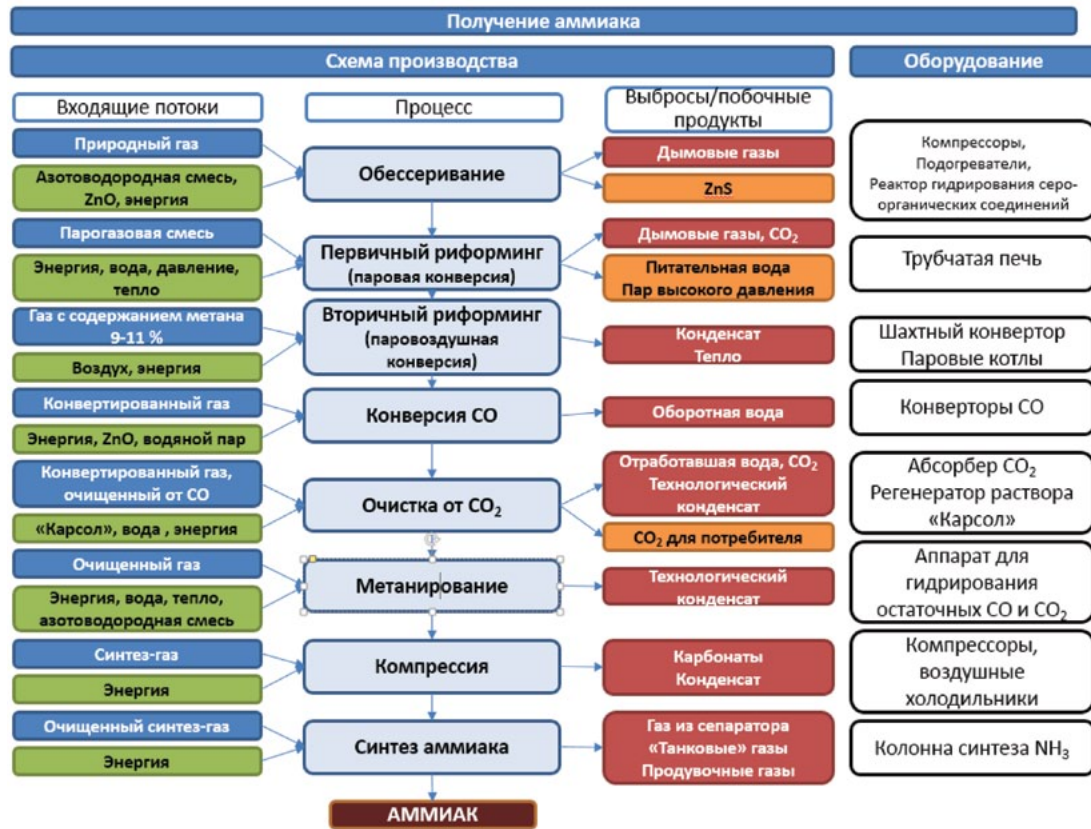 Получение аммиака
Схема производства
Оборудование
Входящие потоки
Процесс
Выбросы/побочные
продукты
Природный газ
Азотоводородная смесь,
ZnO, энергия
Обессеривание
Дымовые газы
ZnS
Компрессоры,
Подогреватели,
Реактор гидрирования серо-
органических соединений
Парогазовая смесь
Энергия, вода, давление,
тепло
Первичный риформинг
(паровая конверсия)
Дымовые газы, CO₂
Питательная вода
Пар высокого давления
Трубчатая печь
Газ с содержанием метана
9-11 %
Воздух, энергия
Вторичный риформинг
(паровоздушная
конверсия)
Конденсат
Тепло
Шахтный конвертор
Паровые котлы
Конвертированный газ
Энергия, ZnO, водяной пар
Конверсия CO
Оборотная вода
Конверторы CO
Конвертированный газ,
очищенный от CO
«Карсол», вода , энергия
Очистка от CO₂
Отработавшая вода, CO₂
Технологический
конденсат
CO₂ для потребителя
Абсорбер CO₂
Регенератор раствора
«Карсол»
Очищенный газ
Энергия, вода, тепло,
азотоводородная смесь
Метанирование
Технологический
конденсат
Аппарат для
гидрирования
остаточных CO и CO₂
Синтез-газ
Энергия
Компрессия
Карбонаты
Конденсат
Компрессоры,
воздушные
холодильники
Очищенный синтез-газ
Энергия
Синтез аммиака
Газ из сепаратора
«Танковые» газы
Продувочные газы
Колонна синтеза NH₃
АММИАК